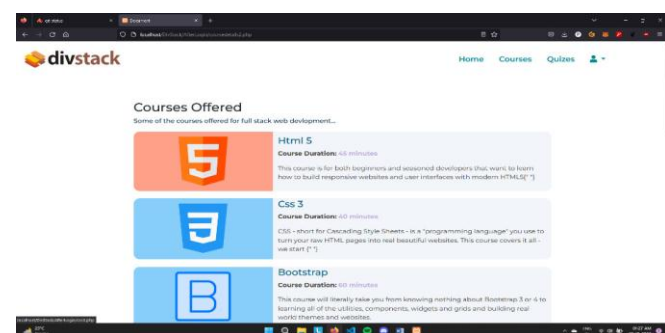 divstack
Home Courses Quizes
Courses Offered
Some of the courses offered for full stack web devlopment...
Html 5
Course Duration: 45 minutes
This course is for both beginners and seasoned developers that want to learn
how to build responsive websites and user interfaces with modern HTML5[" "]
Css 3
Course Duration: 60 minutes
CSS - short for Cascading Style Sheets - is a "programming language" you use to
turn your raw HTML pages into real beautiful websites. This course covers it all -
we start [" "]
Bootstrap
Course Duration: 60 minutes
This course will literally take you from knowing nothing about Bootstrap 3 or 4 to
learning all of the utilities, components, widgets and grids and building real
world themes and websites.
10:27 AM